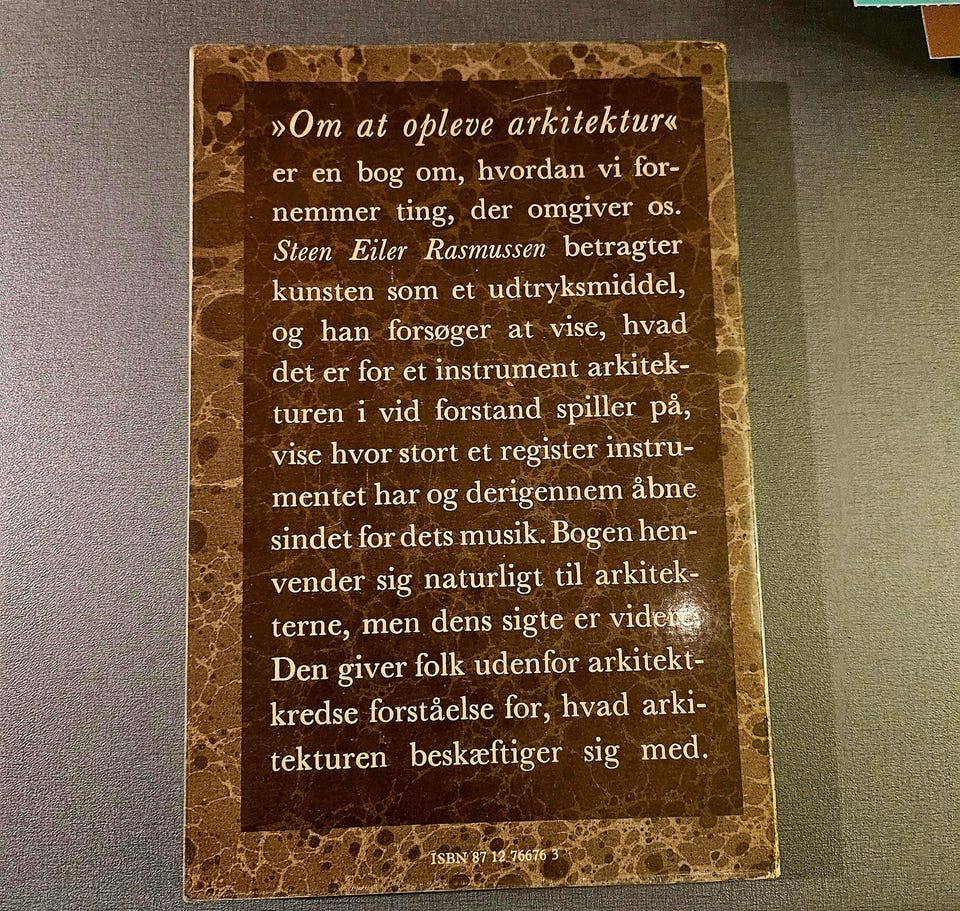 »Om at opleve arkitektur«
er en bog om, hvordan vi for-
nemmer ting, der omgiver os.
Steen Eiler Rasmussen betragter
kunsten som et udtryksmiddel,
og han forsøger at vise, hvad
det er for et instrument arkitek-
turen i vid forstand spiller på,
vise hvor stort et register instru-
mentet har og derigennem åbne
sindet for dets musik. Bogen hen-
vender sig naturligt til arkitek-
terne, men dens sigte er videre.
Den giver folk udenfor arkitekt-
kredse forståelse for, hvad arki-
tekturen beskæftiger sig med.
ISBN 87 12 76676 3